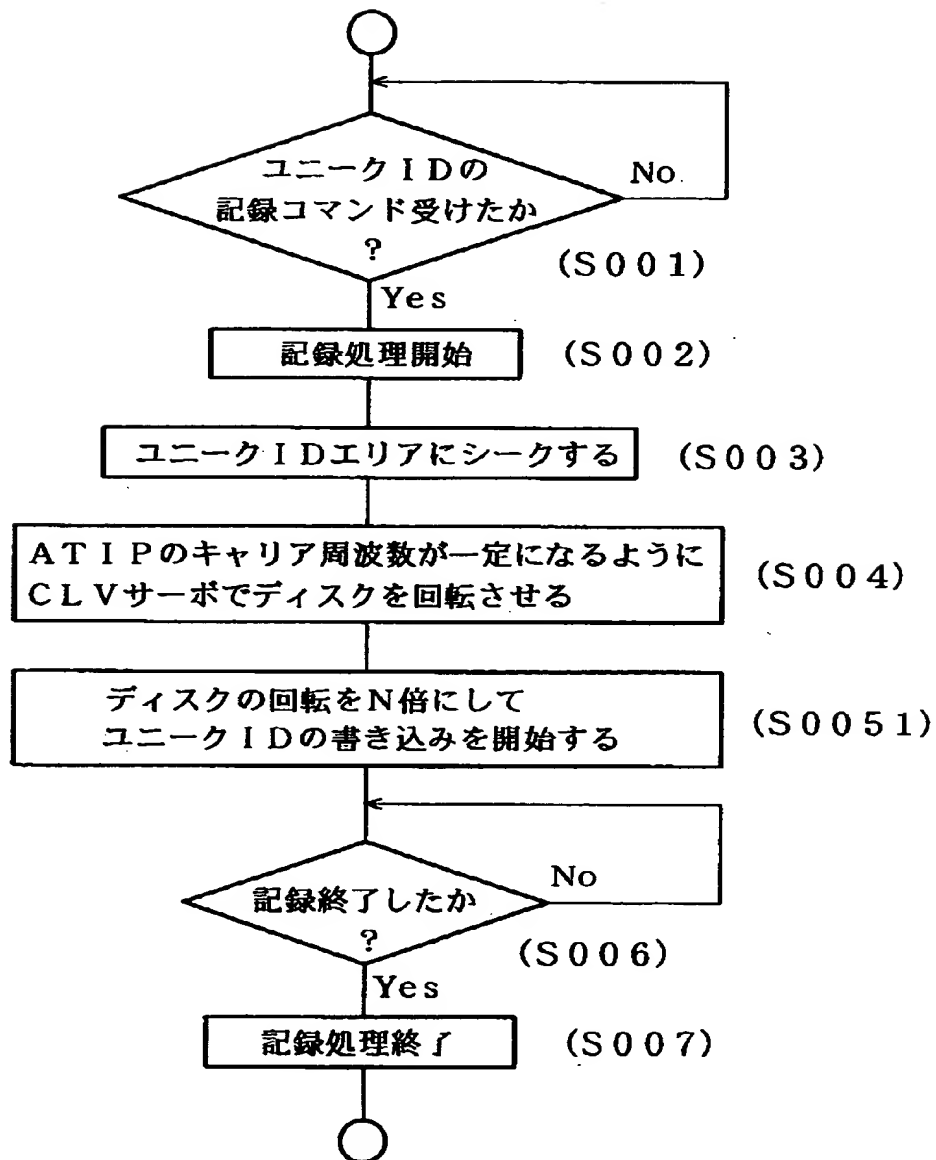 ユニークＩＤの
記録コマンド受けたか
?
No
(S001)
Yes
記録処理開始
(S002)
ユニークＩＤエリアにシークする
(S003)
ＡＴＩＰのキャリア周波数が一定になるように
ＣＬＶサーボでディスクを回転させる
(S004)
ディスクの回転をＮ倍にして
ユニークＩＤの書き込みを開始する
(S0051)
記録終了したか
?
No
(S006)
Yes
記録処理終了
(S007)